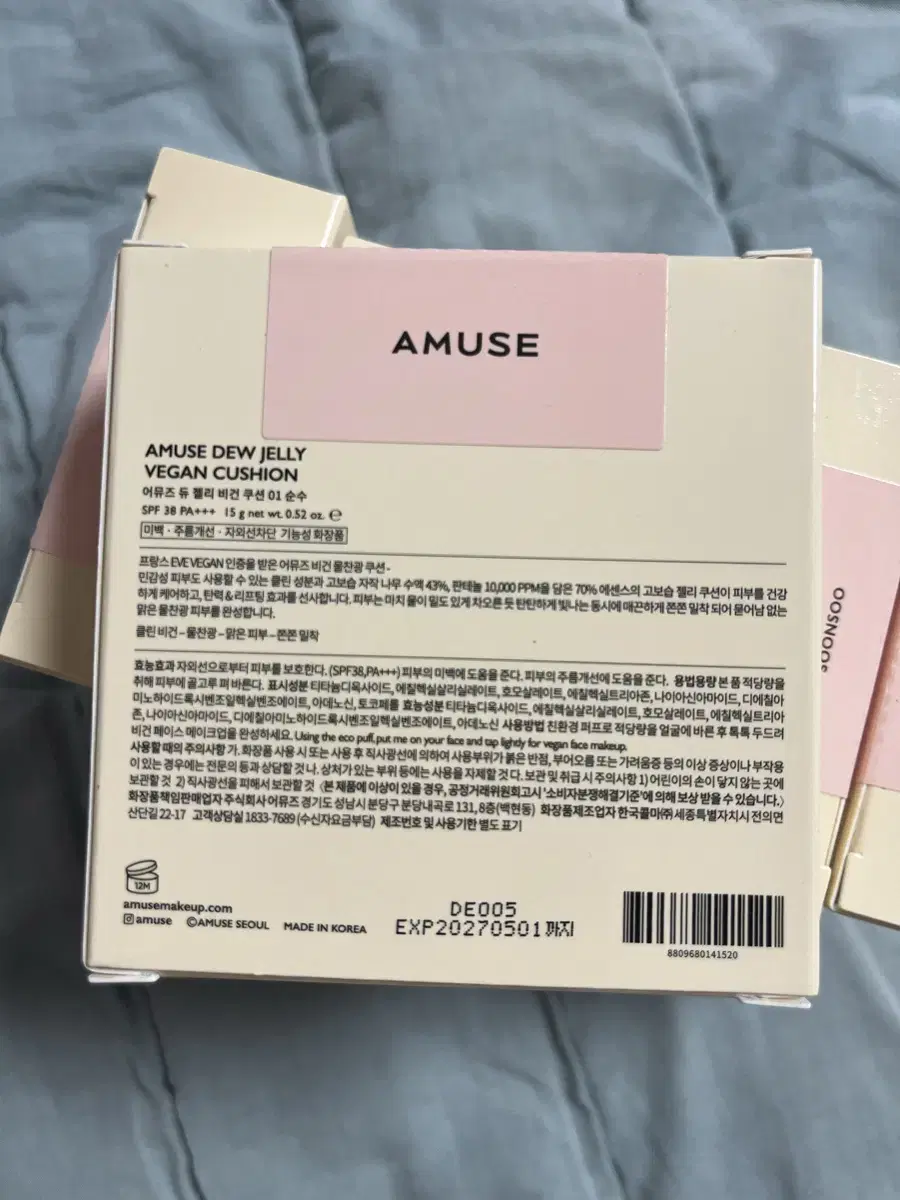 AMUSE
AMUSE DEW JELLY
VEGAN CUSHION
어뮤즈 듀 젤리 비건 쿠션 01 순수
SPF 38 PA+++ 15 g net wt. 0.52 oz. ℮
미백 · 주름개선 · 자외선차단 기능성 화장품
프랑스 EVE VEGAN 인증을 받은 어뮤즈 비건 물찬광 쿠션 -
민감성 피부도 사용할 수 있는 클린 성분과 고보습 자작 나무 수액 43%, 판테놀 10,000 PPM을 담은 70% 에센스의 고보습 젤리 쿠션이 피부를 건강
하게 케어하고, 탄력 & 리프팅 효과를 선사합니다. 피부는 마치 물이 밀도 있게 차오른 듯 탄탄하게 빛나는 동시에 매끈하게 쫀쫀 밀착 되어 묻어남 없는
맑은 물찬광 피부를 완성합니다.
클린 비건 – 물찬광 – 맑은 피부 – 쫀쫀 밀착
효능효과 자외선으로부터 피부를 보호한다. (SPF38,PA+++) 피부의 미백에 도움을 준다. 피부의 주름개선에 도움을 준다. 용법용량 본 품 적당량을
취해 피부에 골고루 펴 바른다. 표시성분 티타늄디옥사이드, 에칠헥실살리실레이트, 호모살레이트, 에칠헥실트리아존, 나이아신아마이드, 디에칠아
미노하이드록시벤조일헥실벤조에이트, 아데노신, 토코페롤 효능성분 티타늄디옥사이드, 에칠헥실살리실레이트, 호모살레이트, 에칠헥실트리아
존, 나이아신아마이드, 디에칠아미노하이드록시벤조일헥실벤조에이트, 아데노신 사용방법 친환경 퍼프로 적당량을 얼굴에 바른 후 톡톡 두드려
비건 페이스 메이크업을 완성하세요. Using the eco puff, put me on your face and tap lightly for vegan face makeup.
사용할 때의 주의사항 가. 화장품 사용 시 또는 사용 후 직사광선에 의하여 사용부위가 붉은 반점, 부어오름 또는 가려움증 등의 이상 증상이나 부작용
이 있는 경우에는 전문의 등과 상담할 것 나. 상처가 있는 부위 등에는 사용을 자제할 것 다. 보관 및 취급 시 주의사항 1) 어린이의 손이 닿지 않는 곳에
보관할 것 2) 직사광선을 피해서 보관할 것 〈본 제품에 이상이 있을 경우, 공정거래위원회고시 '소비자분쟁해결기준'에 의해 보상 받을 수 있습니다.〉
화장품책임판매업자 주식회사 어뮤즈 경기도 성남시 분당구 분당내곡로 131, 8층(백현동) 화장품제조업자 한국콜마㈜ 세종특별자치시 전의면
산단길 22-17 고객상담실 1833-7689 (수신자요금부담) 제조번호 및 사용기한 별도 표기
12M
amusemakeup.com
amuse ©AMUSE SEOUL MADE IN KOREA
DE005
EXP20270501까지
8809680141520
SOONSOO